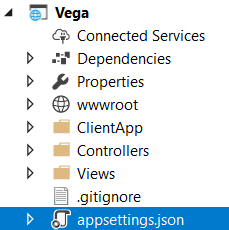 Vega
Connected Services
Dependencies
Properties
wwwroot
ClientApp
Controllers
Views
.gitignore
appsettings.json